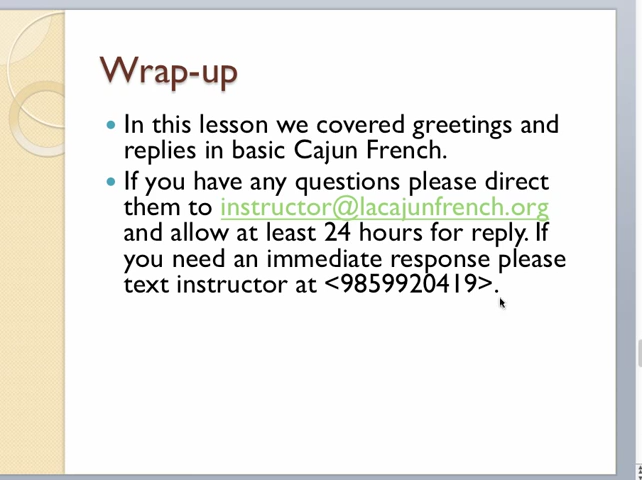 Wrap-up
In this lesson we covered greetings and
replies in basic Cajun French.
If you have any questions please direct
them to instructor@lacajunfrench.org
and allow at least 24 hours for reply. If
you need an immediate response please
text instructor at <9859920419>.